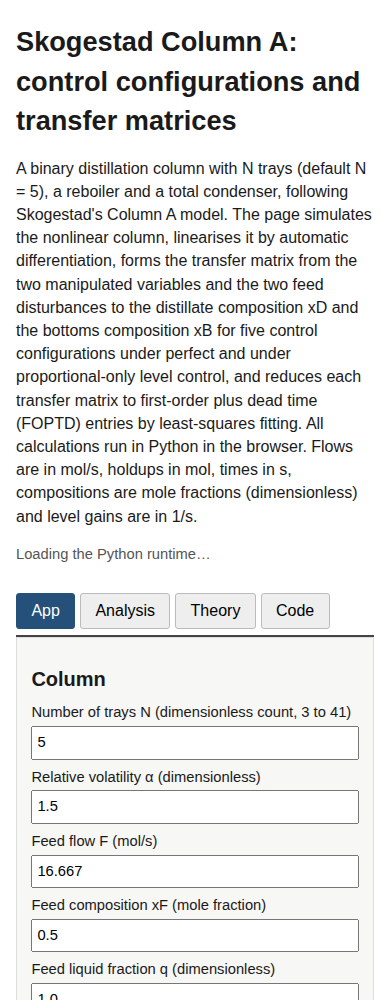 Skogestad Column A:
control configurations and
transfer matrices
A binary distillation column with N trays (default N
= 5), a reboiler and a total condenser, following
Skogestad's Column A model. The page simulates
the nonlinear column, linearises it by automatic
differentiation, forms the transfer matrix from the
two manipulated variables and the two feed
disturbances to the distillate composition xD and
the bottoms composition xB for five control
configurations under perfect and under
proportional-only level control, and reduces each
transfer matrix to first-order plus dead time
(FOPTD) entries by least-squares fitting. All
calculations run in Python in the browser. Flows
are in mol/s, holdups in mol, times in s,
compositions are mole fractions (dimensionless)
and level gains are in 1/s.
Loading the Python runtime…
App Analysis Theory Code
Column
Number of trays N (dimensionless count, 3 to 41)
5
Relative volatility α (dimensionless)
1.5
Feed flow F (mol/s)
16.667
Feed composition xF (mole fraction)
0.5
Feed liquid fraction q (dimensionless)
1.0